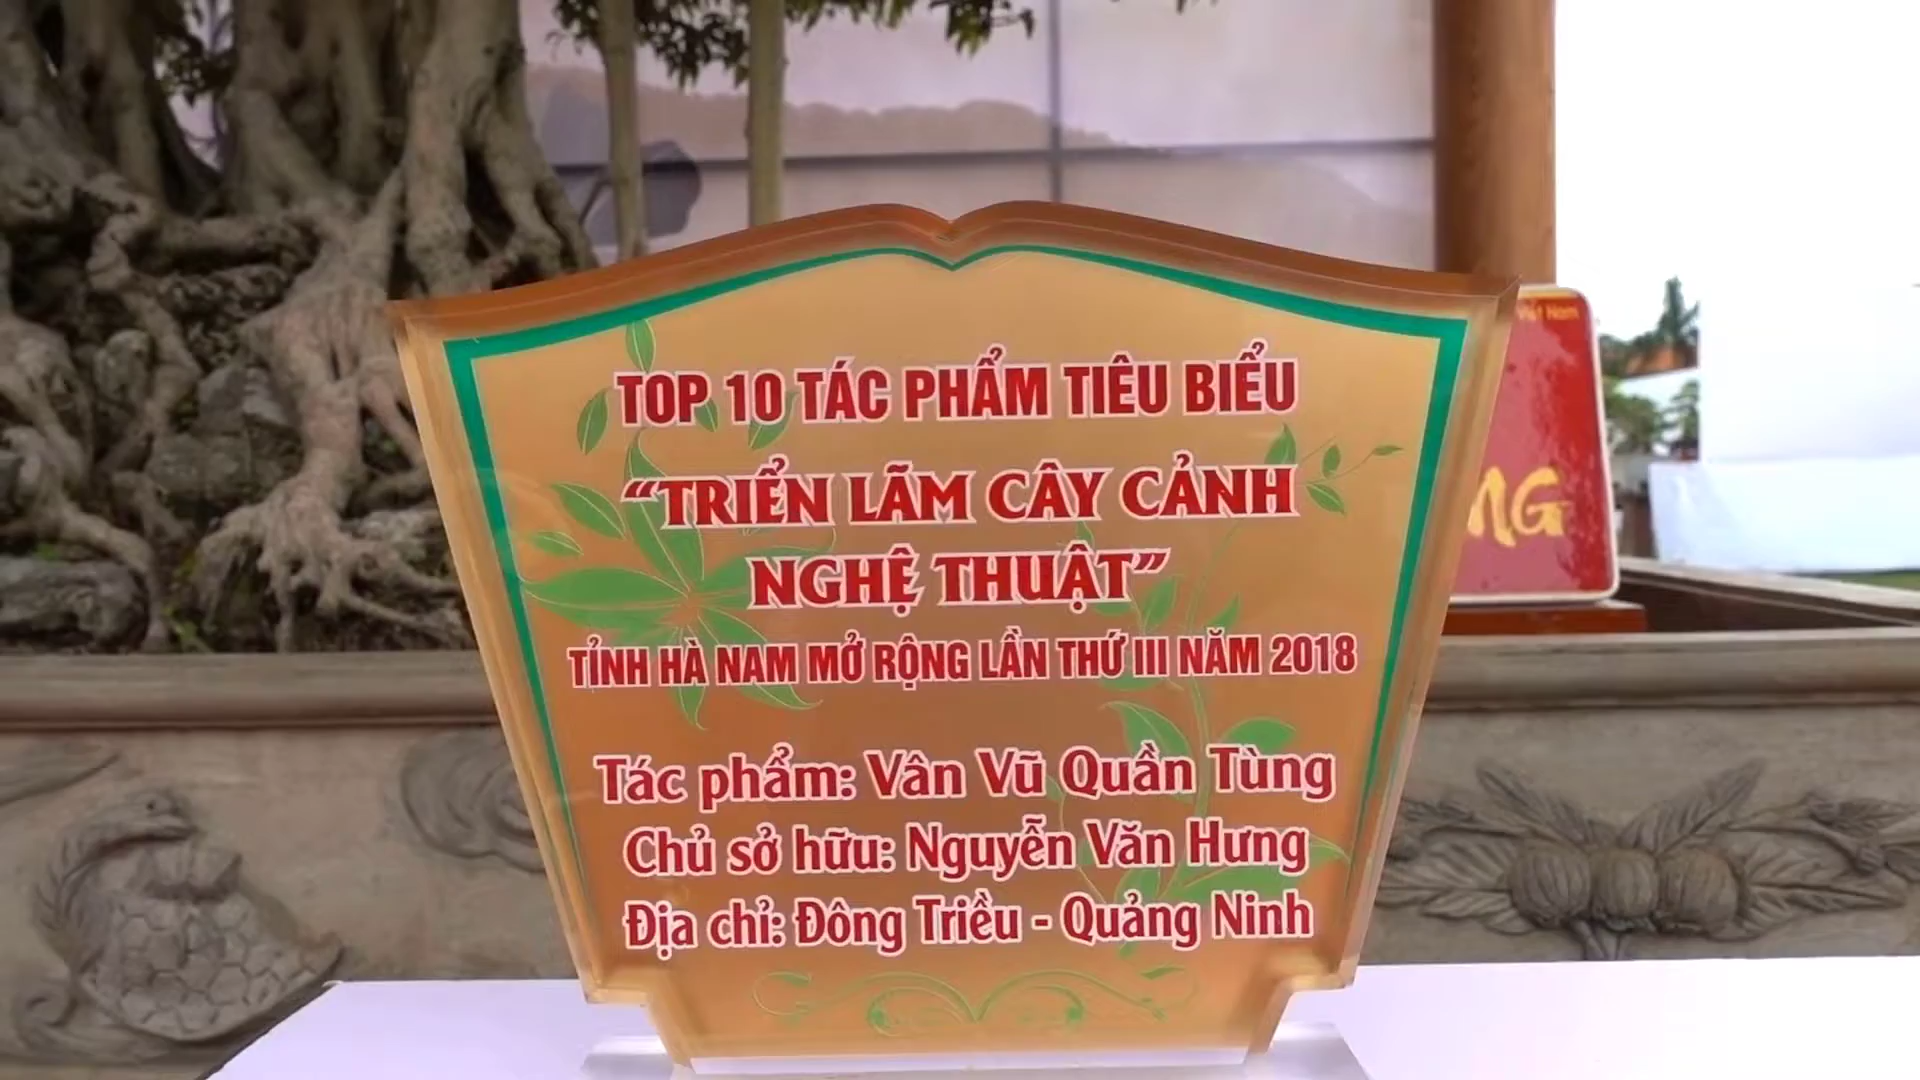 TOP 10 TÁC PHẨM TIÊU BIỂU
“TRIỂN LÃM CÂY CẢNH
NGHỆ THUẬT”
TỈNH HÀ NAM MỞ RỘNG LẦN THỨ III NĂM 2018
Tác phẩm: Vân Vũ Quần Tùng
Chủ sở hữu: Nguyễn Văn Hưng
Địa chỉ: Đông Triều - Quảng Ninh
Việt Nam